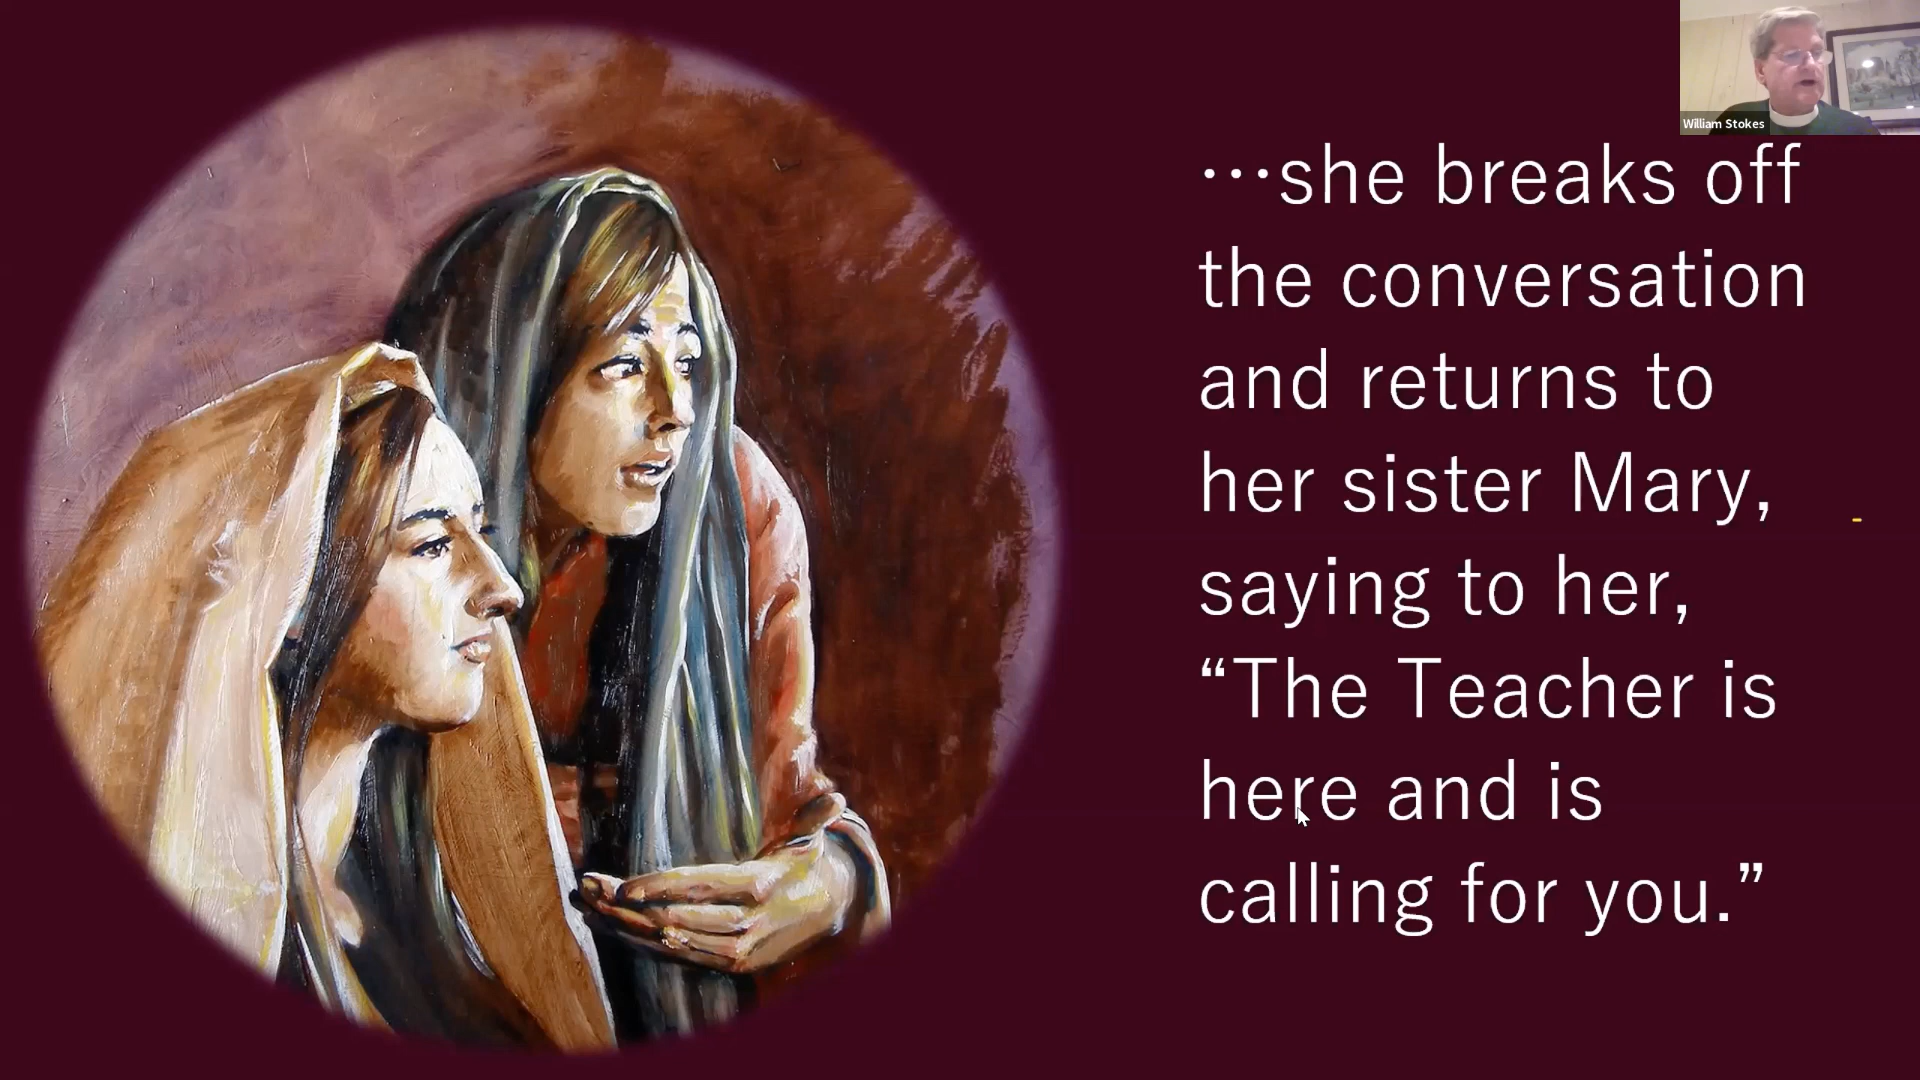 William Stokes
…she breaks off
the conversation
and returns to
her sister Mary,
saying to her,
“The Teacher is
here and is
calling for you.”